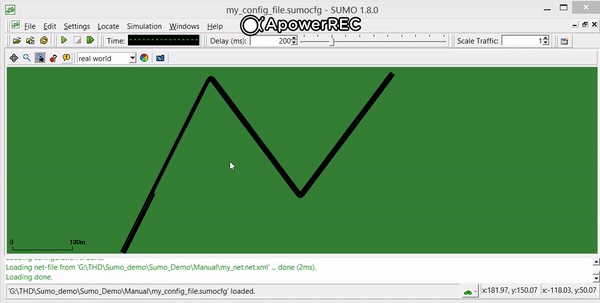 my_config_file.sumocfg - SUMO 1.8.0
ApowerREC
File Edit Settings Locate Simulation Windows Help
Time: Delay (ms): 200 Scale Traffic: 1
real world
0 100m
Loading net-file from 'G:\THD\Sumo_demo\Sumo_Demo\Manual\my_net.net.xml' ... done (2ms).
Loading done.
'G:\THD\Sumo_demo\Sumo_Demo\Manual\my_config_file.sumocfg' loaded.
x:181.97, y:150.07 x:-118.03, y:50.07